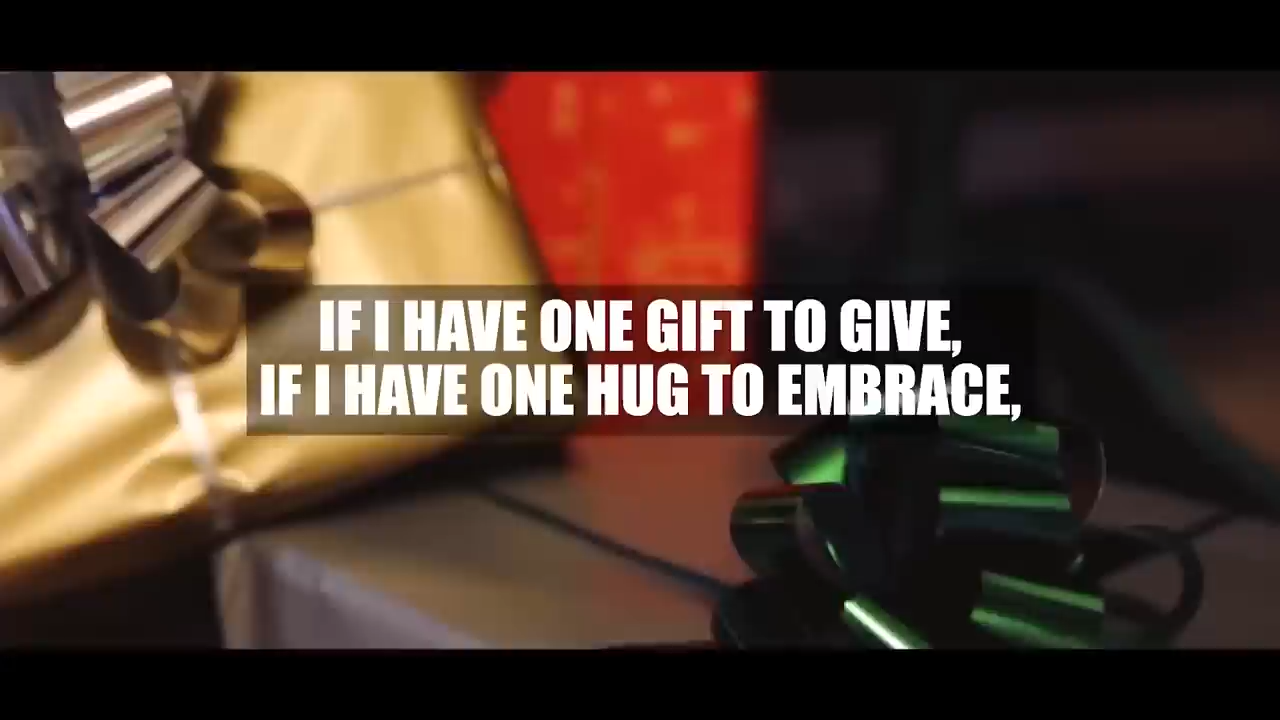 IF I HAVE ONE GIFT TO GIVE,
IF I HAVE ONE HUG TO EMBRACE,